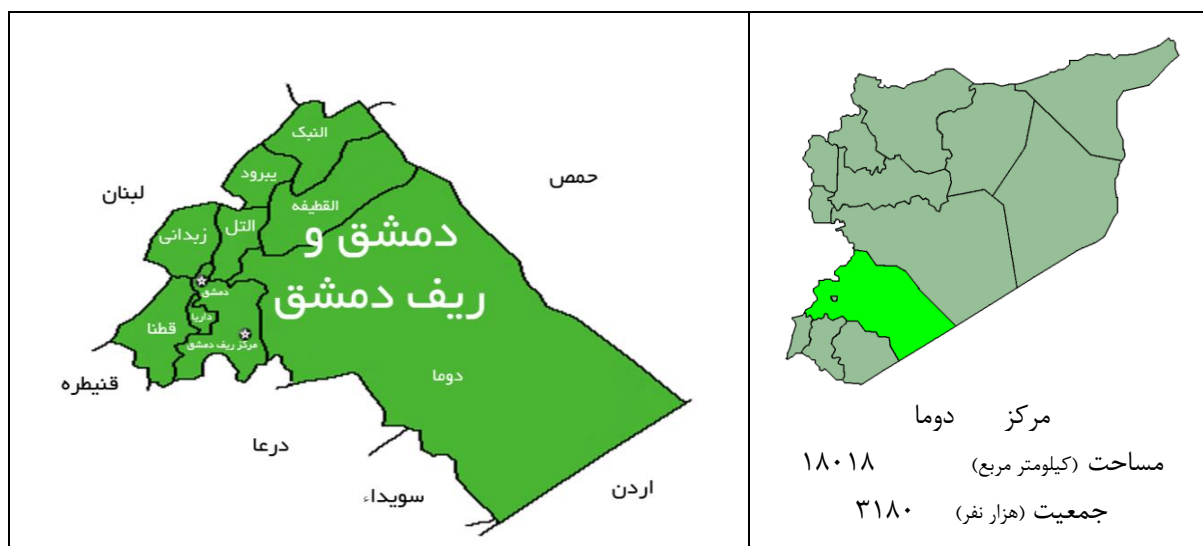 النبک
یبرود
حمص
لبنان
القطیفه
التل
زبدانی
دمشق و
ریف دمشق
دمشق
داریا
قطنا
مرکز ریف دمشق
دوما
قنیطره
درعا
سویداء
اردن
مرکز دوما
مساحت (کیلومتر مربع) ۱۸۰۱۸
جمعیت (هزار نفر) ۳۱۸۰